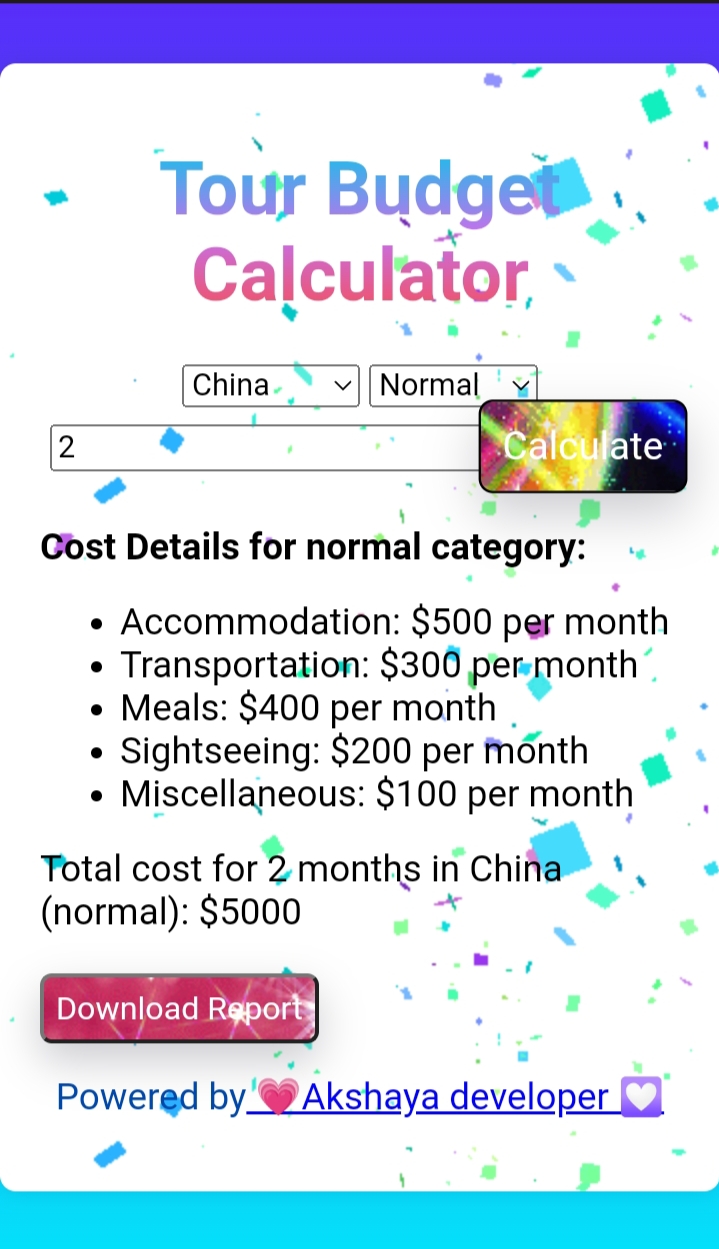 Tour Budget
Calculator
China Normal
2 Calculate
Cost Details for normal category:
• Accommodation: $500 per month
• Transportation: $300 per month
• Meals: $400 per month
• Sightseeing: $200 per month
• Miscellaneous: $100 per month
Total cost for 2 months in China
(normal): $5000
Download Report
Powered by 💗Akshaya developer 💟